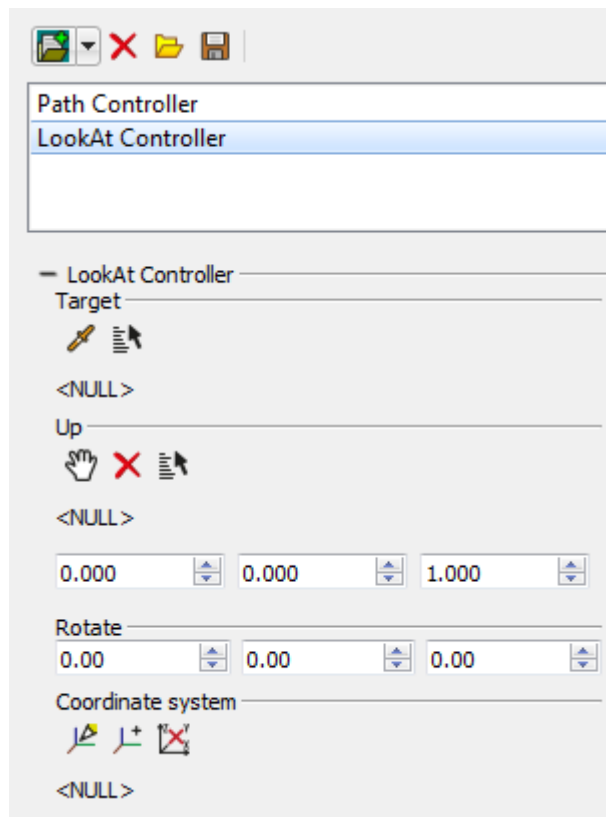 Path Controller
LookAt Controller
LookAt Controller
Target
<NULL>
Up
<NULL>
0.000 0.000 1.000
Rotate
0.00 0.00 0.00
Coordinate system
<NULL>